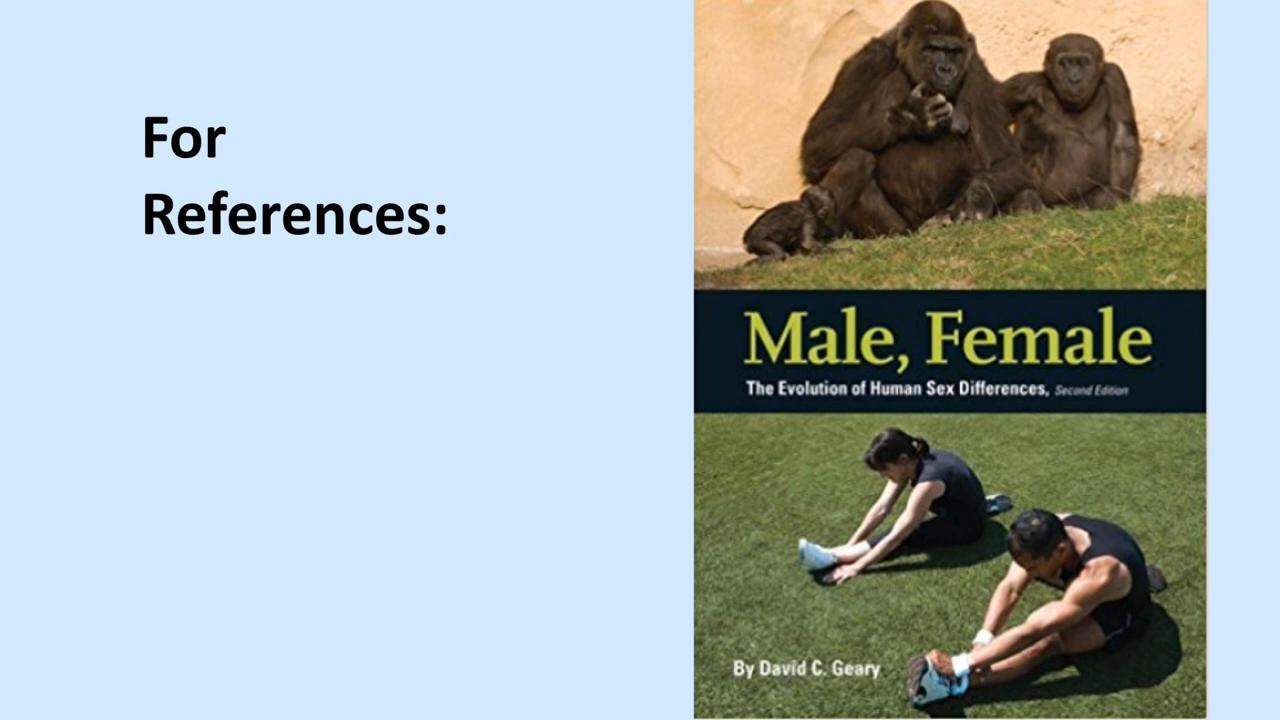 For
References:
Male, Female
The Evolution of Human Sex Differences, Second Edition
By David C. Geary